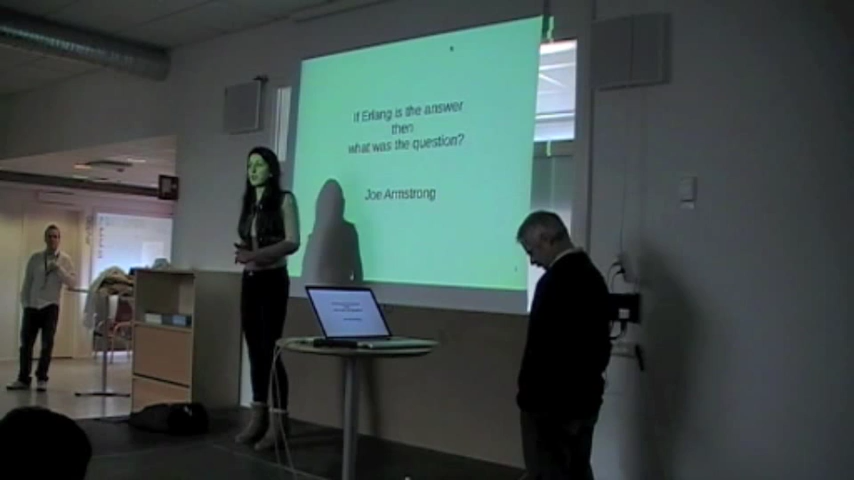 If Erlang is the answer
then
what was the question?
Joe Armstrong